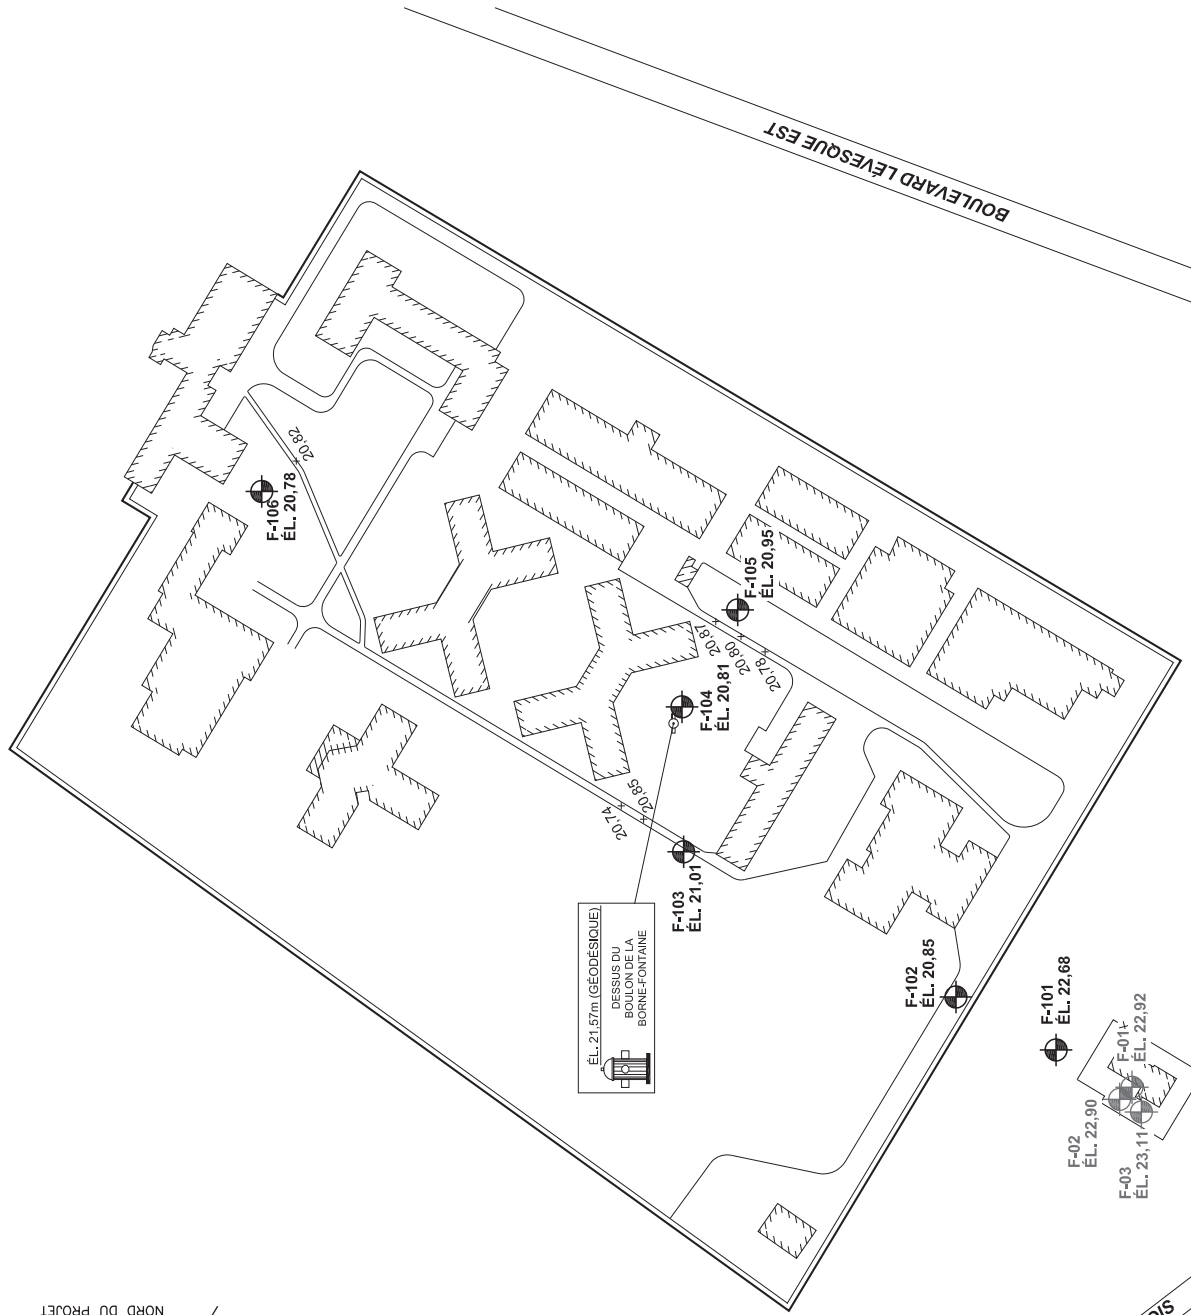 BOULEVARD LÉVESQUE EST
20,82
F-106
ÉL. 20,78
F-105
ÉL. 20,95
20,87
20,80
20,78
F-104
ÉL. 20,81
20,85
20,74
F-103
ÉL. 21,01
ÉL. 21,57m (GÉODÉSIQUE)
DESSUS DU
BOULON DE LA
BORNE-FONTAINE
F-102
ÉL. 20,85
F-101
ÉL. 22,68
F-01
ÉL. 22,92
F-02
ÉL. 22,90
F-03
ÉL. 23,11
NORD DU PROJET